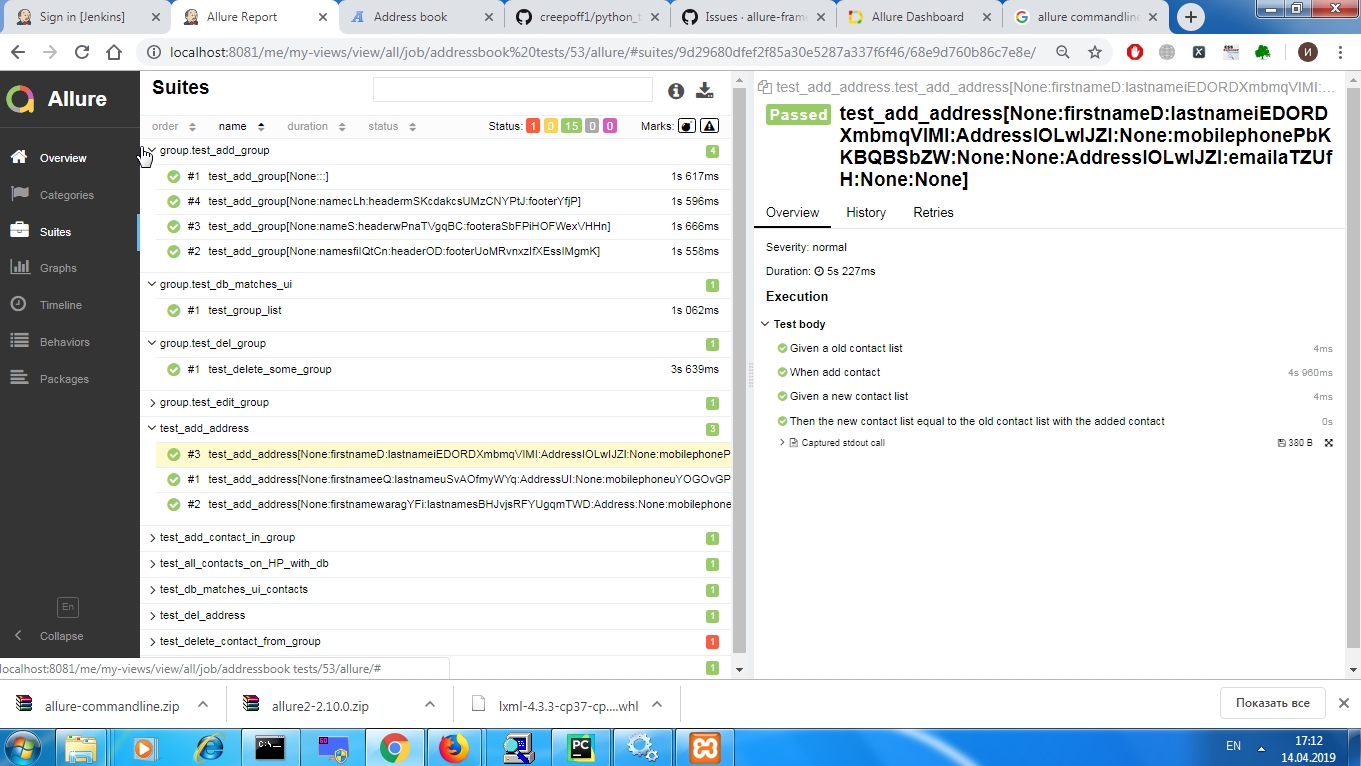 Sign in [Jenkins]
Allure Report
Address book
creepoff1/python_t
Issues · allure-fram
Allure Dashboard
allure commandline
localhost:8081/me/my-views/view/all/job/addressbook%20tests/53/allure/#suites/9d296f0dfef2f85a30e5287a337f6f46/68e9d760b86c7e8e/
Allure
Overview
Categories
Suites
Graphs
Timeline
Behaviors
Packages
En
Collapse
Suites
order name duration status Status: 1 0 15 0 0 Marks:
group.test_add_group 4
#1 test_add_group[None:::] 1s 617ms
#4 test_add_group[None:namecLh:headermSKcdakcsUMzCNYPtJ:footerYfjP] 1s 596ms
#3 test_add_group[None:nameS:headerwPnaTVgqBC:footeraSbFPiHOFWexVHHn] 1s 666ms
#2 test_add_group[None:namesfilQtCn:headerOD:footerUoMRvnxzIfXEssIMgmK] 1s 558ms
group.test_db_matches_ui 1
#1 test_group_list 1s 062ms
group.test_del_group 1
#1 test_delete_some_group 3s 639ms
group.test_edit_group 1
test_add_address 3
#3 test_add_address[None:firstnameD:lastnameiEDORDXmbmqVIMI:AddressIOLwIJZI:None:mobilephoneP
#1 test_add_address[None:firstnameeQ:lastnameuSvAOfmyWYq:AddressUI:None:mobilephoneuYOGOvGP
#2 test_add_address[None:firstnamewaragYFi:lastnamesBHJvjsRFYUgqmTWD:Address:None:mobilephone
test_add_contact_in_group 1
test_all_contacts_on_HP_with_db 1
test_db_matches_ui_contacts 1
test_del_address 1
test_delete_contact_from_group 1
1
localhost:8081/me/my-views/view/all/job/addressbook tests/53/allure/#
test_add_address.test_add_address[None:firstnameD:lastnameiEDORDXmbmqVIMI:...
Passed
test_add_address[None:firstnameD:lastnameiEDORD
XmbmqVIMI:AddressIOLwIJZI:None:mobilephonePbK
KBQBSbZW:None:None:AddressIOLwIJZI:emailaTZUf
H:None:None]
Overview History Retries
Severity: normal
Duration: 5s 227ms
Execution
Test body
Given a old contact list 4ms
When add contact 4s 960ms
Given a new contact list 4ms
Then the new contact list equal to the old contact list with the added contact 0s
Captured stdout call 380 B
allure-commandline.zip
allure2-2.10.0.zip
lxml-4.3.3-cp37-cp....whl
Показать все
EN
17:12
14.04.2019